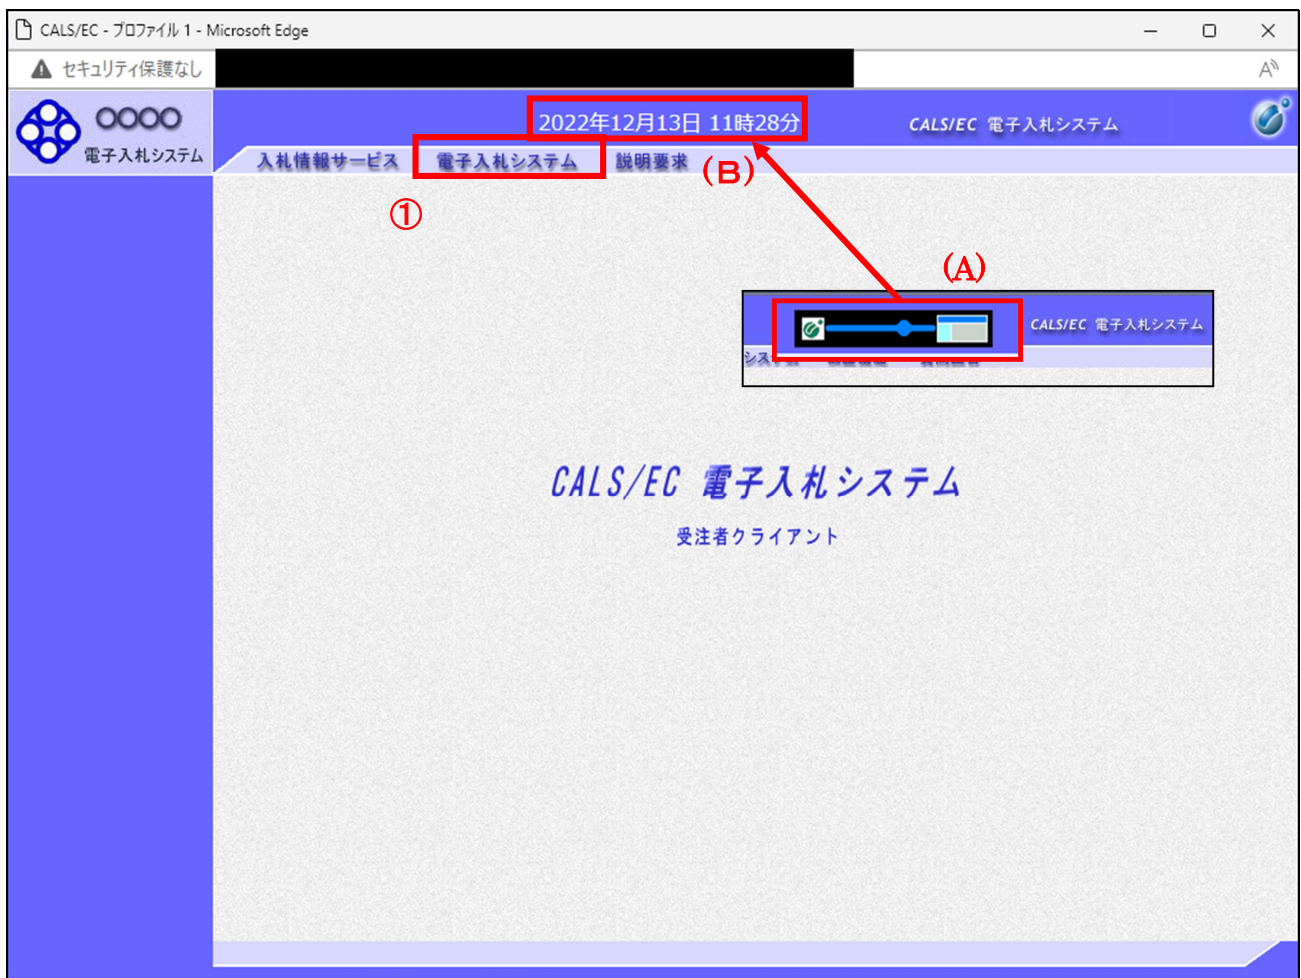 CALS/EC - プロファイル 1 - Microsoft Edge
セキュリティ保護なし
〇〇〇〇
電子入札システム
2022年12月13日 11時28分
CALS/EC 電子入札システム
入札情報サービス 電子入札システム 説明要求
(B)
①
(A)
CALS/EC 電子入札システム
システム
CALS/EC 電子入札システム
受注者クライアント